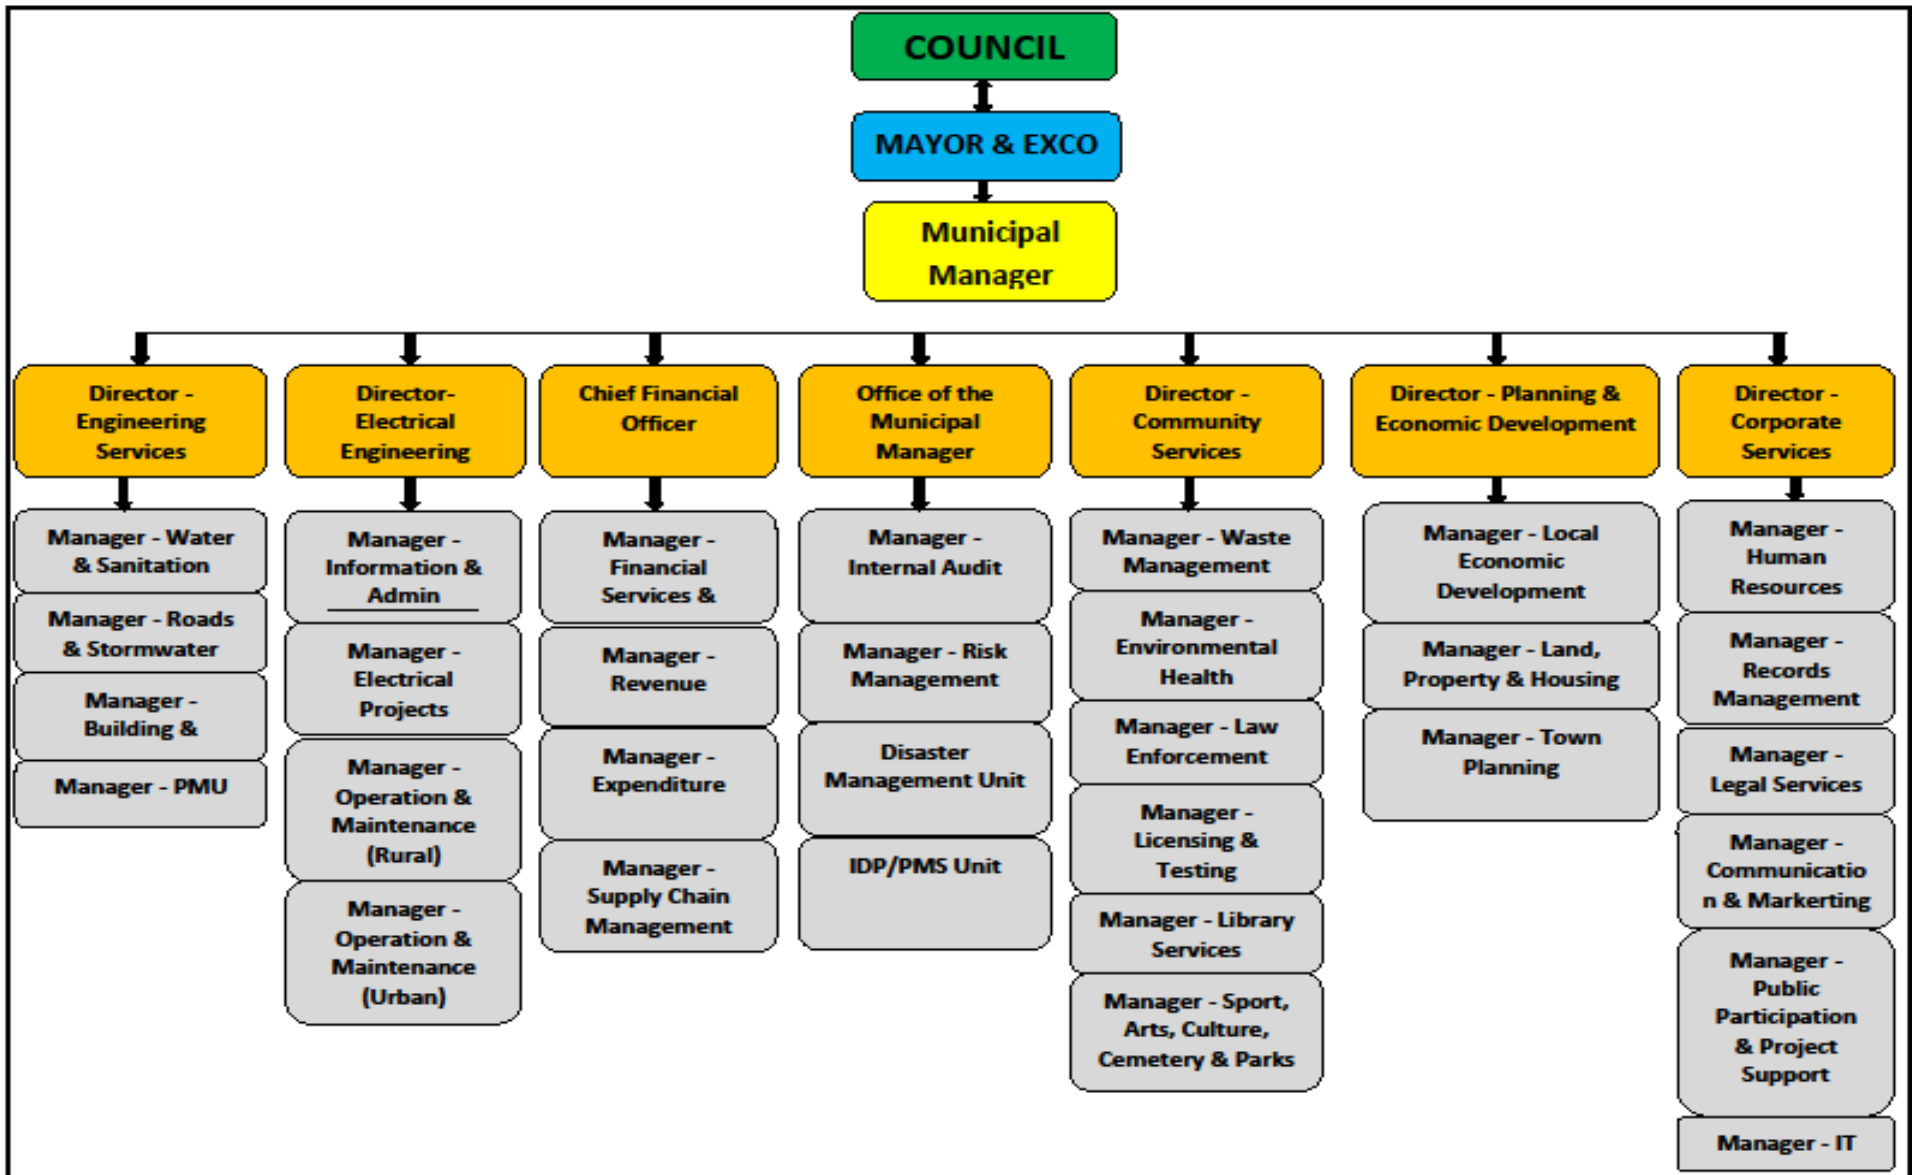 COUNCIL
MAYOR & EXCO
Municipal
Manager
Director -
Engineering
Services
Manager - Water
& Sanitation
Manager - Roads
& Stormwater
Manager -
Building &
Manager - PMU
Director-
Electrical
Engineering
Manager -
Information &
Admin
Manager -
Electrical
Projects
Manager -
Operation &
Maintenance
(Rural)
Manager -
Operation &
Maintenance
(Urban)
Chief Financial
Officer
Manager -
Financial
Services &
Manager -
Revenue
Manager -
Expenditure
Manager -
Supply Chain
Management
Office of the
Municipal
Manager
Manager -
Internal Audit
Manager - Risk
Management
Disaster
Management Unit
IDP/PMS Unit
Director -
Community
Services
Manager - Waste
Management
Manager -
Environmental
Health
Manager - Law
Enforcement
Manager -
Licensing &
Testing
Manager - Library
Services
Manager - Sport,
Arts, Culture,
Cemetery & Parks
Director - Planning &
Economic Development
Manager - Local
Economic
Development
Manager - Land,
Property & Housing
Manager - Town
Planning
Director -
Corporate
Services
Manager -
Human
Resources
Manager -
Records
Management
Manager -
Legal Services
Manager -
Communicatio
n & Markerting
Manager -
Public
Participation
& Project
Support
Manager - IT